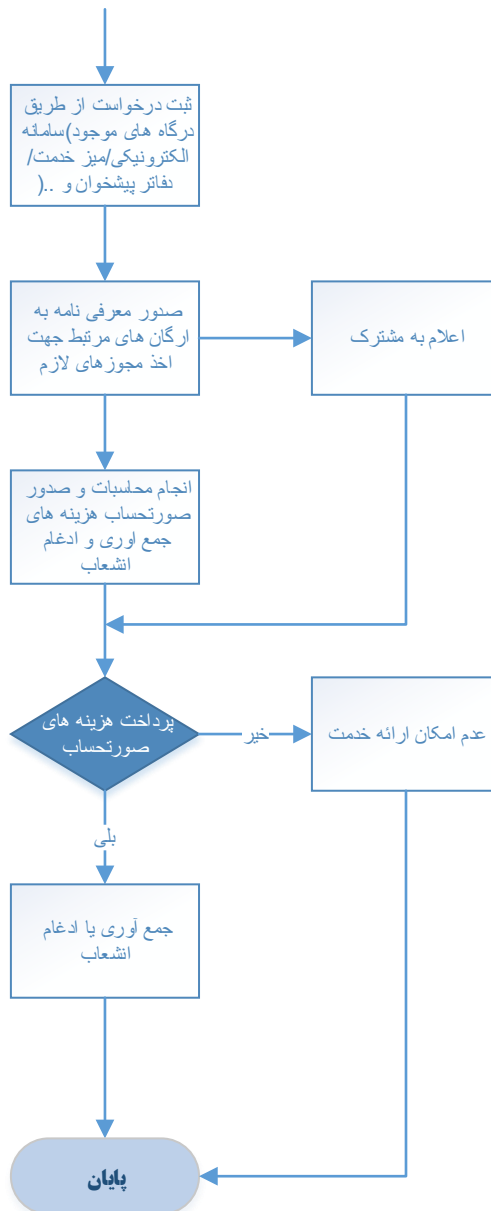 ثبت درخواست از طریق
درگاه های موجود)سامانه
الکترونیکی/میز خدمت/
دفاتر پیشخوان و ..(
صدور معرفی نامه به
ارگان های مرتبط جهت
اخذ مجوزهای لازم
اعلام به مشترک
انجام محاسبات و صدور
صورتحساب هزینه های
جمع اوری و ادغام
انشعاب
پرداخت هزینه های
صورتحساب
خیر
عدم امکان ارائه خدمت
بلی
جمع آوری یا ادغام
انشعاب
پایان